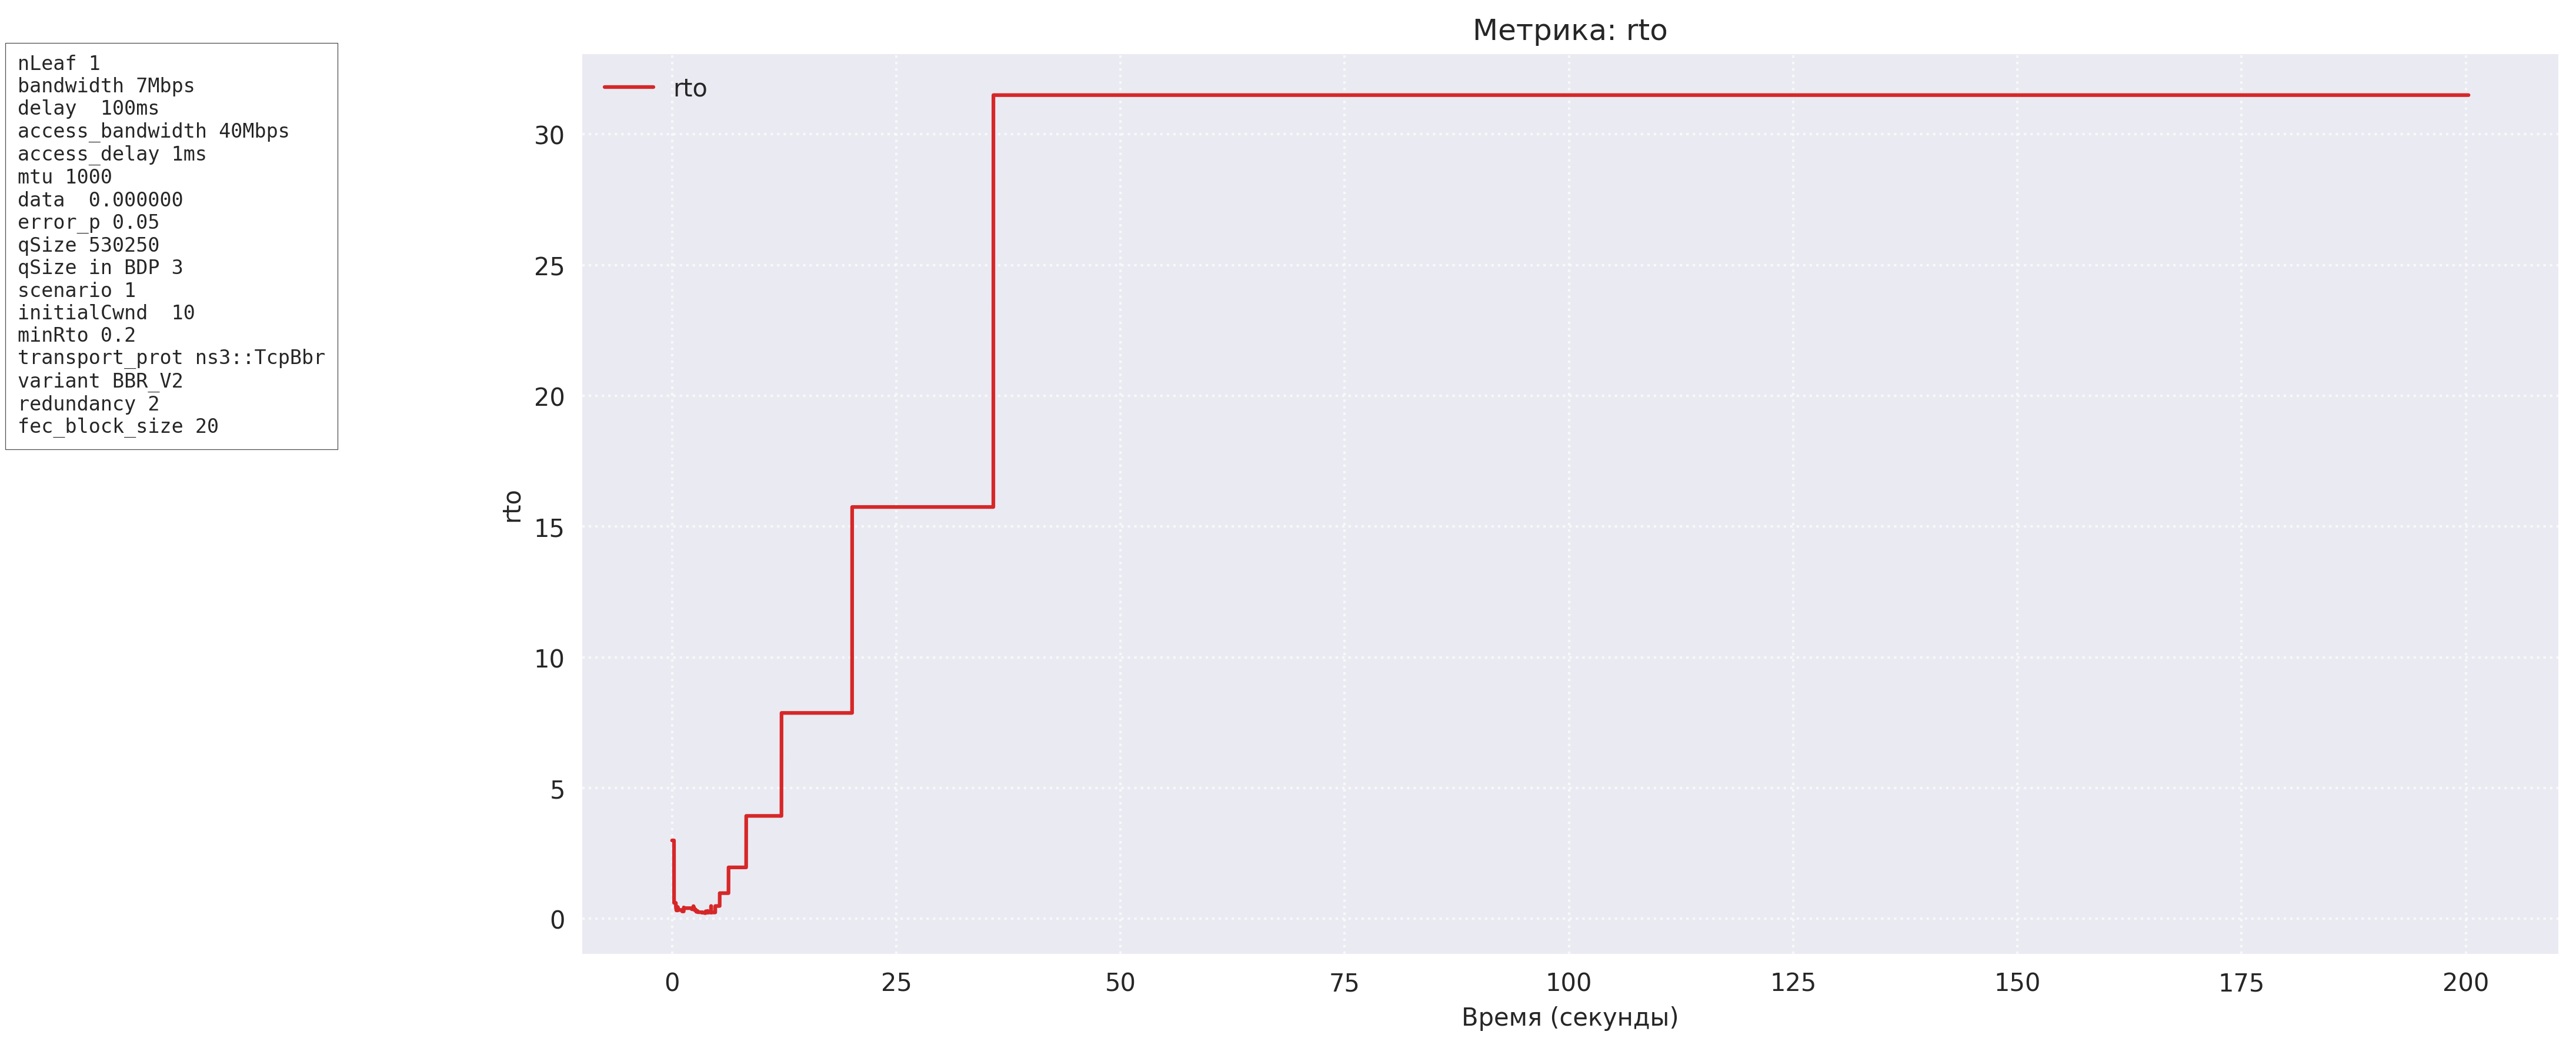 Метрика: rto
nLeaf 1
bandwidth 7Mbps
delay  100ms
access_bandwidth 40Mbps
access_delay 1ms
mtu 1000
data  0.000000
error_p 0.05
qSize 530250
qSize in BDP 3
scenario 1
initialCwnd  10
minRto 0.2
transport_prot ns3::TcpBbr
variant BBR_V2
redundancy 2
fec_block_size 20
rto
rto
30
25
20
15
10
5
0
0 25 50 75 100 125 150 175 200
Время (секунды)